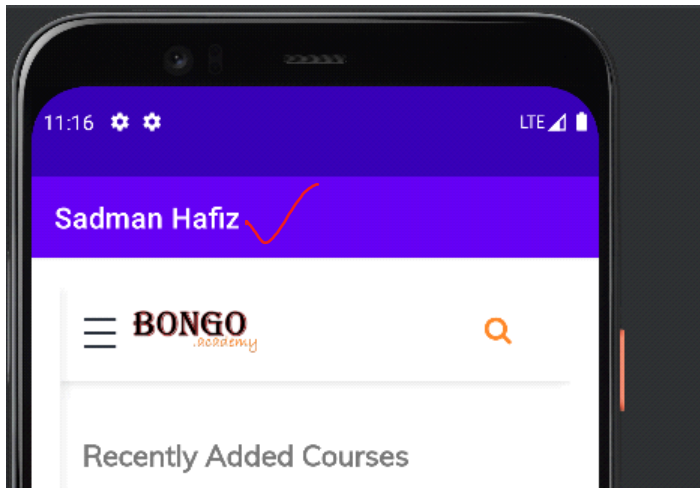 11:16 LTE
Sadman Hafiz
BONGO
.academy
Recently Added Courses